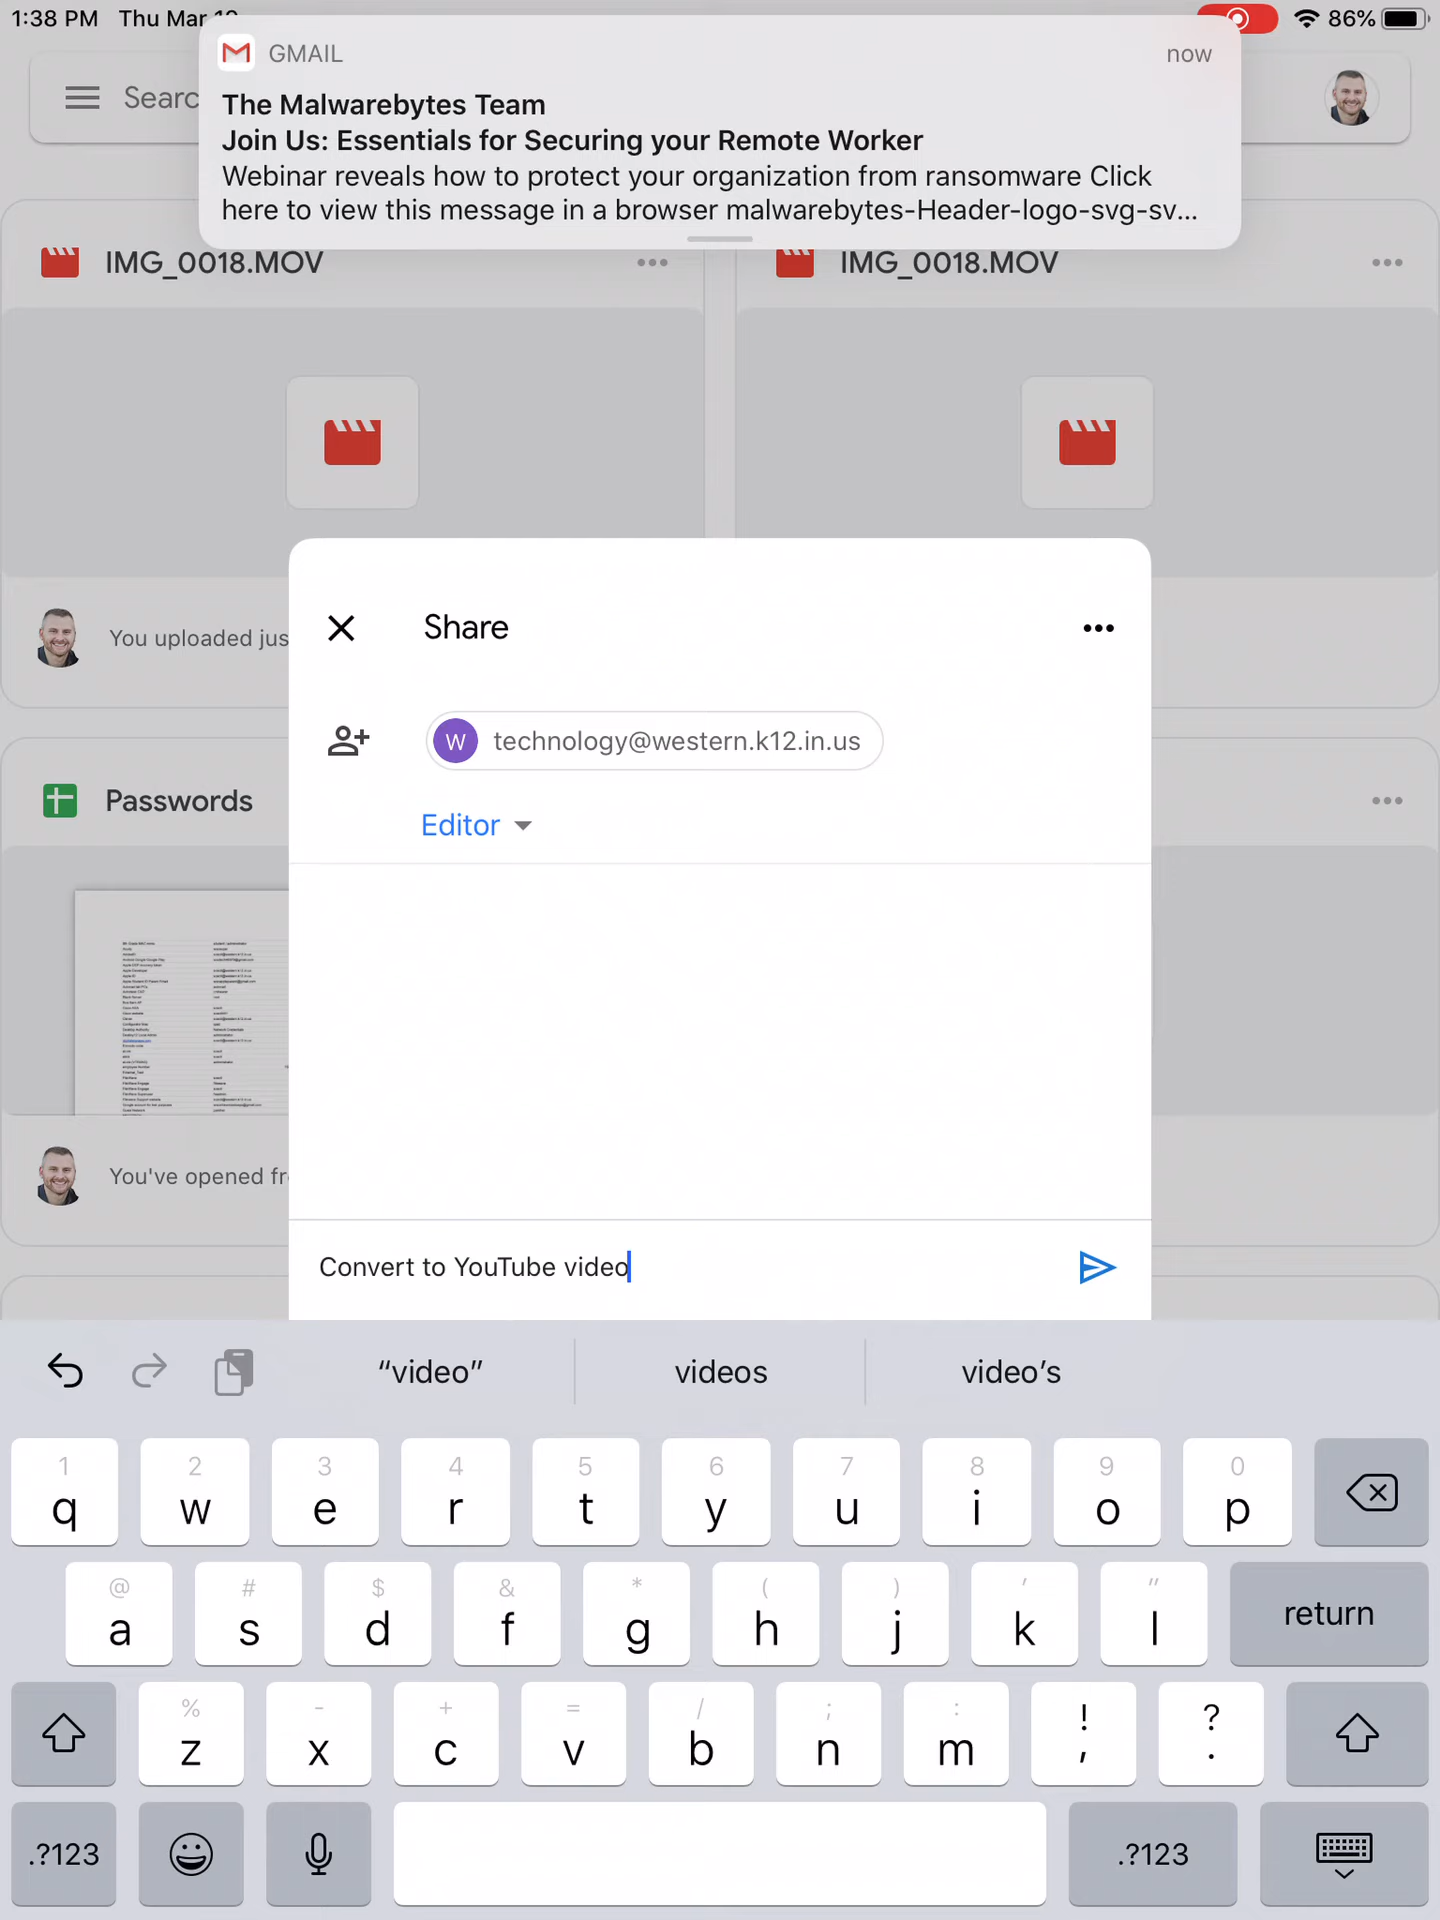 1:38 PM Thu Mar
86%
GMAIL
now
The Malwarebytes Team
Join Us: Essentials for Securing your Remote Worker
Webinar reveals how to protect your organization from ransomware Click
here to view this message in a browser malwarebytes-Header-logo-svg-sv...
Searc
IMG_0018.MOV
IMG_0018.MOV
You uploaded jus
Share
W technology@western.k12.in.us
Editor
Passwords
You've opened fr
Convert to YouTube video
“video” videos video’s
1 2 3 4 5 6 7 8 9 0
q w e r t y u i o p
@ # $ & * ( ) ' "
a s d f g h j k l return
% - + = / ; : ! ?
z x c v b n m , .
.?123 .?123